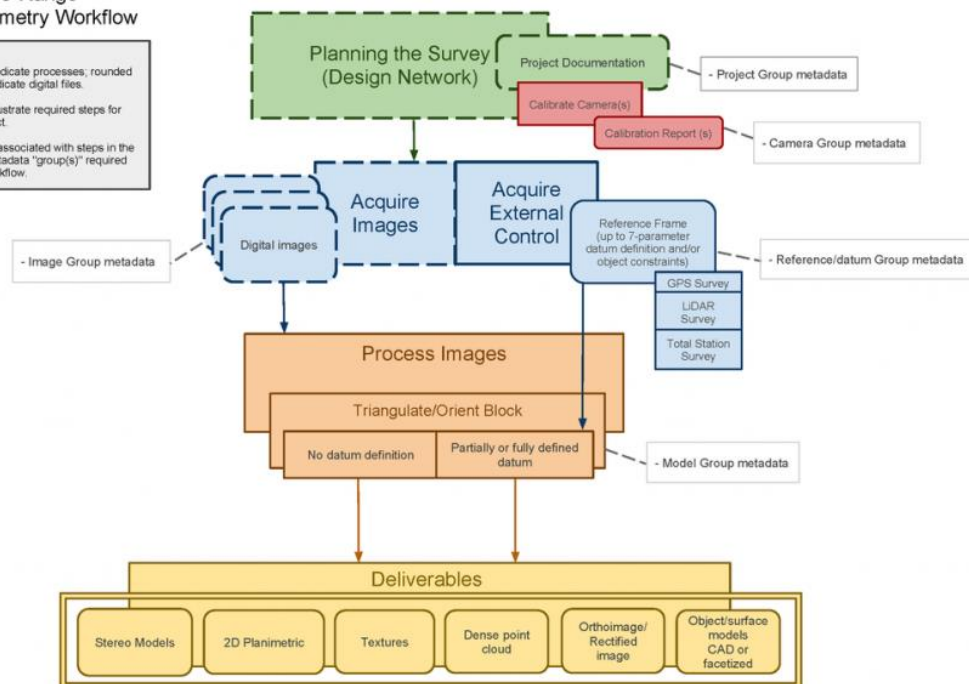 metry Workflow
dicate processes; rounded
dicate digital files.
ustrate required steps for
ct.
associated with steps in the
tadata "group(s)" required
kflow.
Planning the Survey
(Design Network)
Project Documentation
- Project Group metadata
Calibrate Camera(s)
Calibration Report (s)
- Camera Group metadata
Acquire
Images
Acquire
External
Control
Digital images
- Image Group metadata
Reference Frame
(up to 7-parameter
datum definition and/or
object constraints)
- Reference/datum Group metadata
GPS Survey
LiDAR
Survey
Total Station
Survey
Process Images
Triangulate/Orient Block
No datum definition
Partially or fully defined
datum
- Model Group metadata
Deliverables
Stereo Models
2D Planimetric
Textures
Dense point
cloud
Orthoimage/
Rectified
image
Object/surface
models
CAD or
facetized